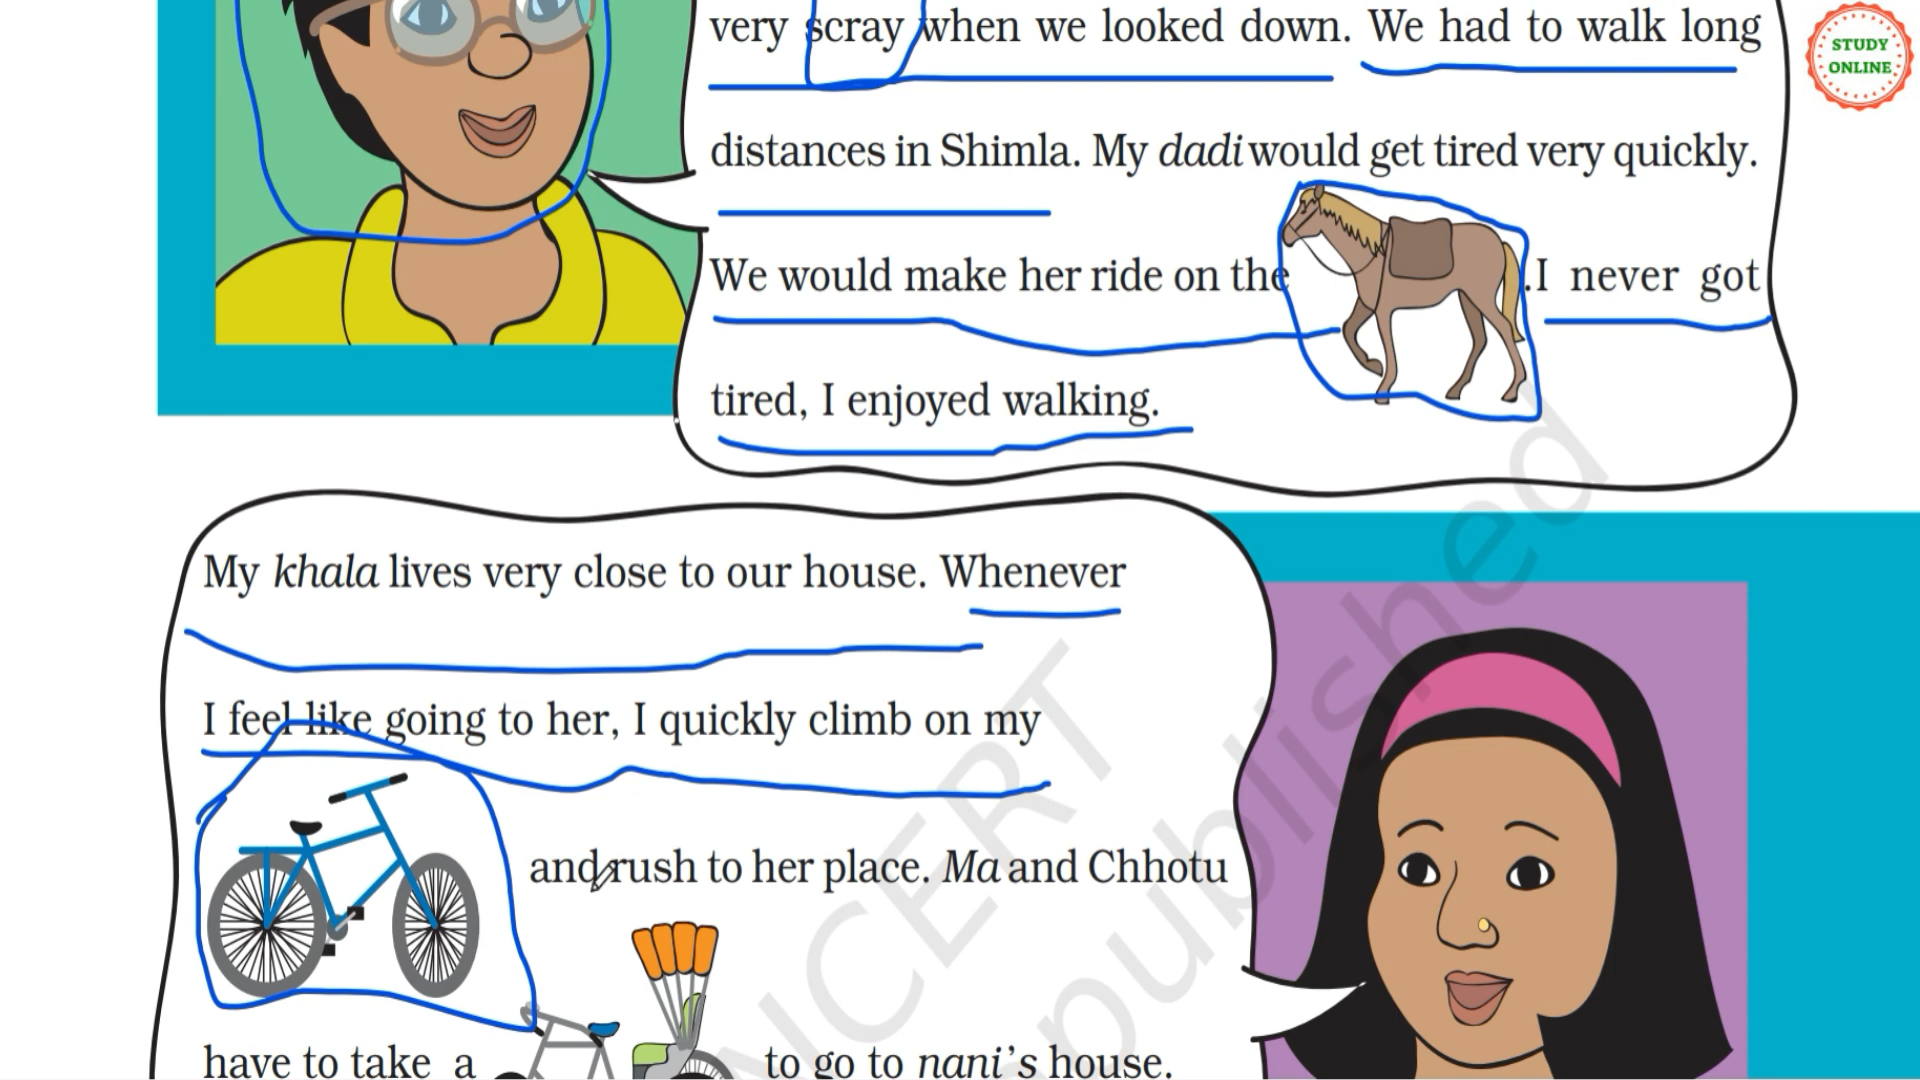 very scray when we looked down. We had to walk long
STUDY
ONLINE
distances in Shimla. My dadi would get tired very quickly.
We would make her ride on the .I never got
tired, I enjoyed walking.
My khala lives very close to our house. Whenever
I feel like going to her, I quickly climb on my
and rush to her place. Ma and Chhotu
have to take a to go to nani's house.
NCERT
published